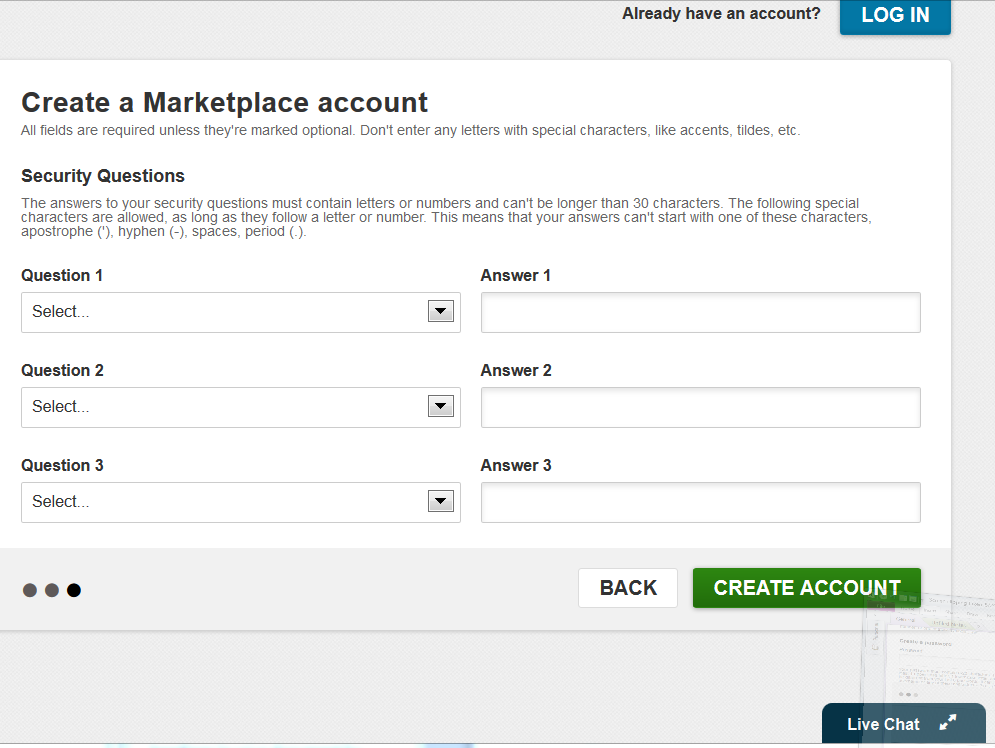 Already have an account?
LOG IN
Create a Marketplace account
All fields are required unless they're marked optional. Don't enter any letters with special characters, like accents, tildes, etc.
Security Questions
The answers to your security questions must contain letters or numbers and can't be longer than 30 characters. The following special
characters are allowed, as long as they follow a letter or number. This means that your answers can't start with one of these characters,
apostrophe ('), hyphen (-), spaces, period (.).
Question 1
Answer 1
Select...
Question 2
Answer 2
Select...
Question 3
Answer 3
Select...
BACK
CREATE ACCOUNT
Create a password
Live Chat